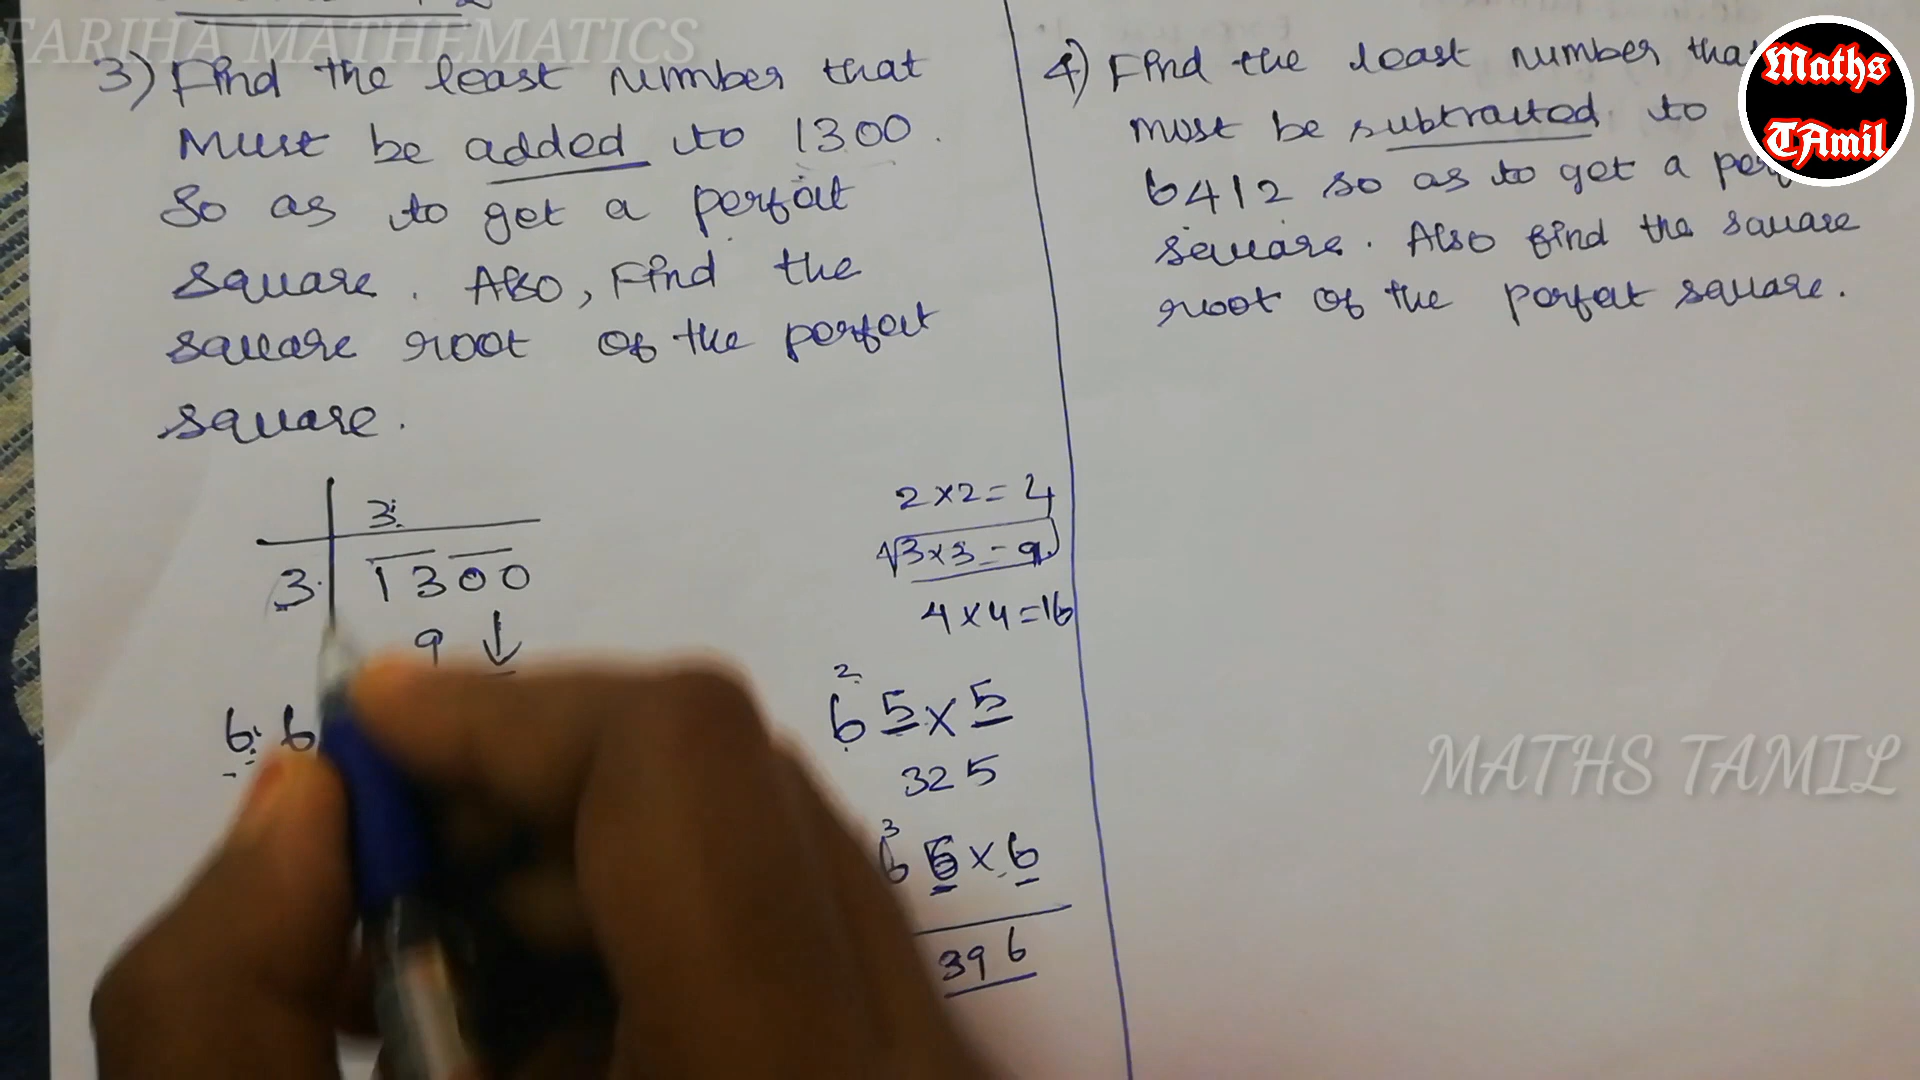 FARIHA MATHEMATICS
3) Find the least number that
Must be added to 1300.
So as to get a perfect
square. Also, Find the
square root of the perfect
square.
3
3 1300
9
6 6
2×2=4
3×3=9
4×4=16
2
65×5
325
3
66×6
396
4) Find the least number
must be subtracted to
6412 so as to get a
square. Also find the square
root of the perfect square.
Maths
TAmil
MATHS TAMIL